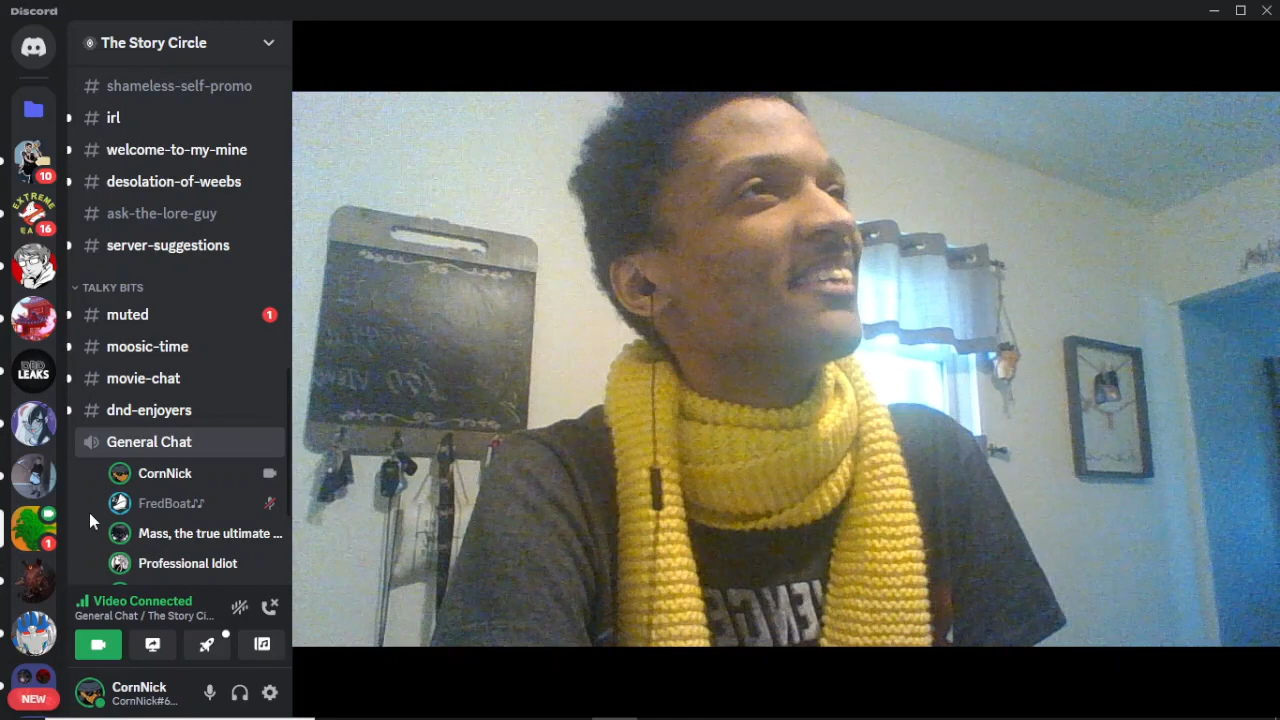 Discord
The Story Circle
shameless-self-promo
irl
welcome-to-my-mine
desolation-of-weebs
ask-the-lore-guy
server-suggestions
TALKY BITS
muted
1
moosic-time
movie-chat
dnd-enjoyers
General Chat
CornNick
FredBoat♪♪
Mass, the true ultimate ...
Professional Idiot
Video Connected
General Chat / The Story Ci...
CornNick
CornNick#6...
10
EXTREME
16
LEAKS
1
NEW